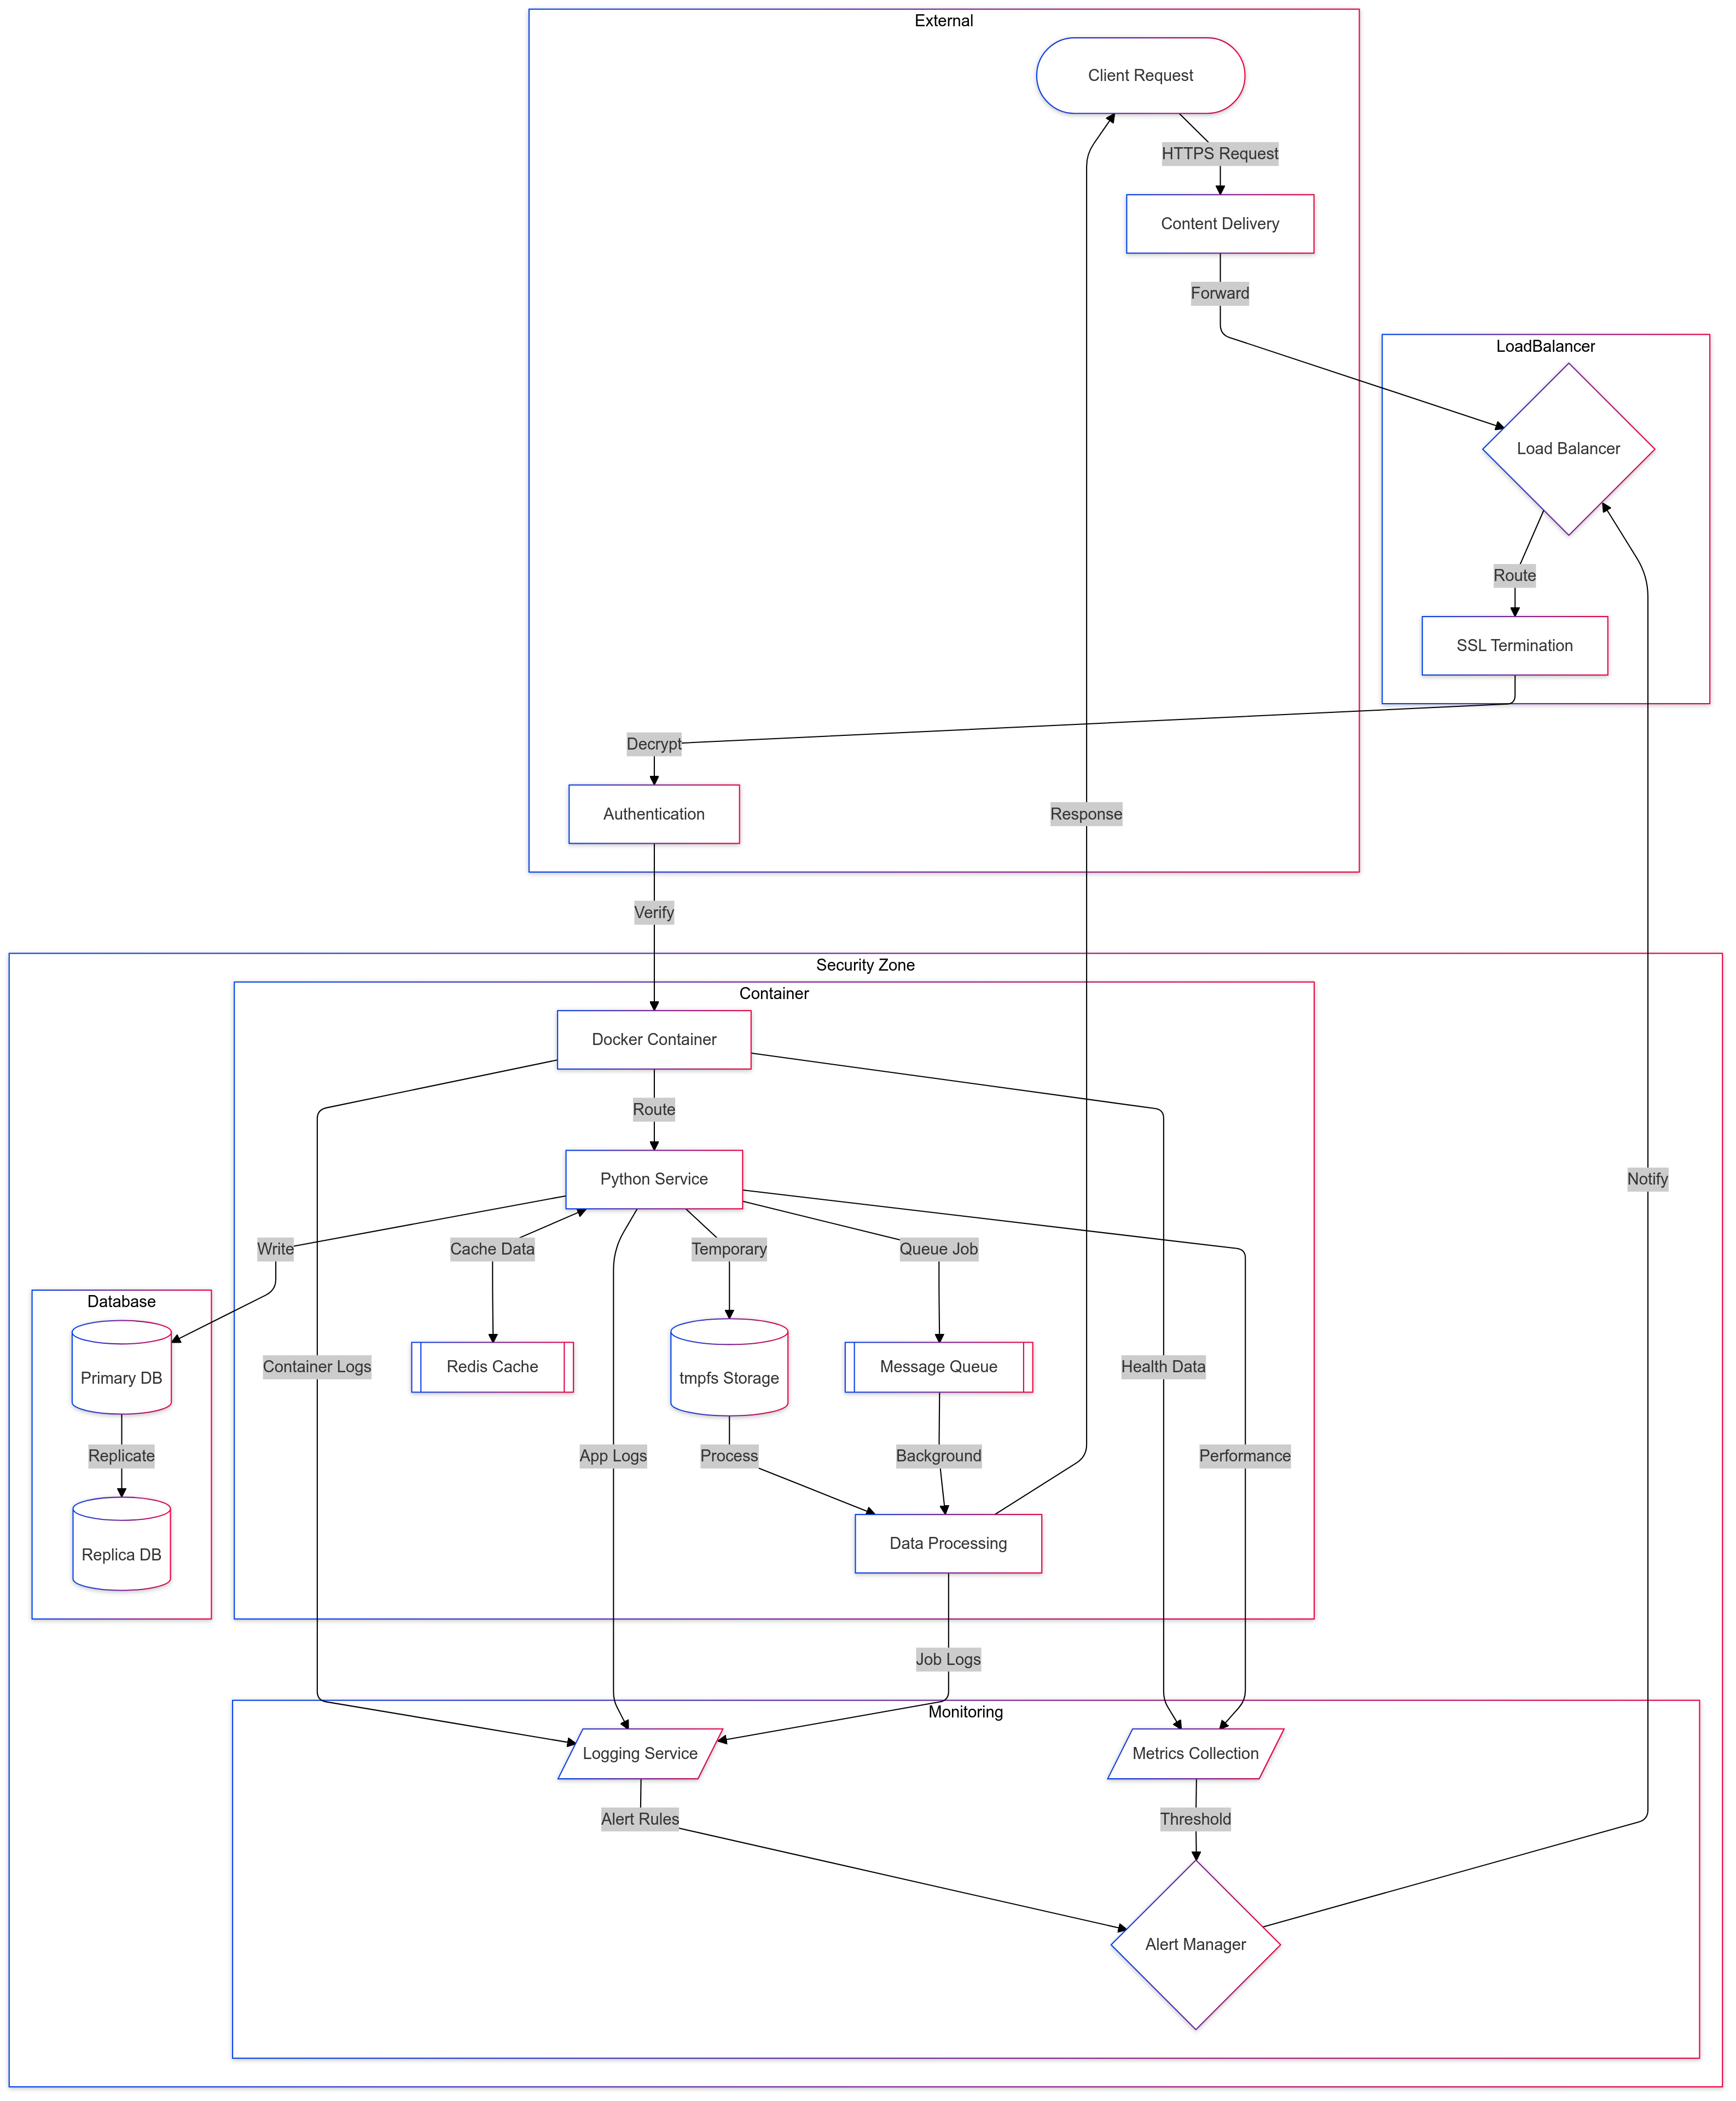 External
Client Request
HTTPS Request
Content Delivery
Forward
LoadBalancer
Load Balancer
Route
SSL Termination
Decrypt
Authentication
Response
Verify
Security Zone
Container
Docker Container
Route
Python Service
Notify
Write
Cache Data
Temporary
Queue Job
Database
Primary DB
Container Logs
Redis Cache
tmpfs Storage
Message Queue
Health Data
Replicate
App Logs
Process
Background
Performance
Replica DB
Data Processing
Job Logs
Monitoring
Logging Service
Metrics Collection
Alert Rules
Threshold
Alert Manager